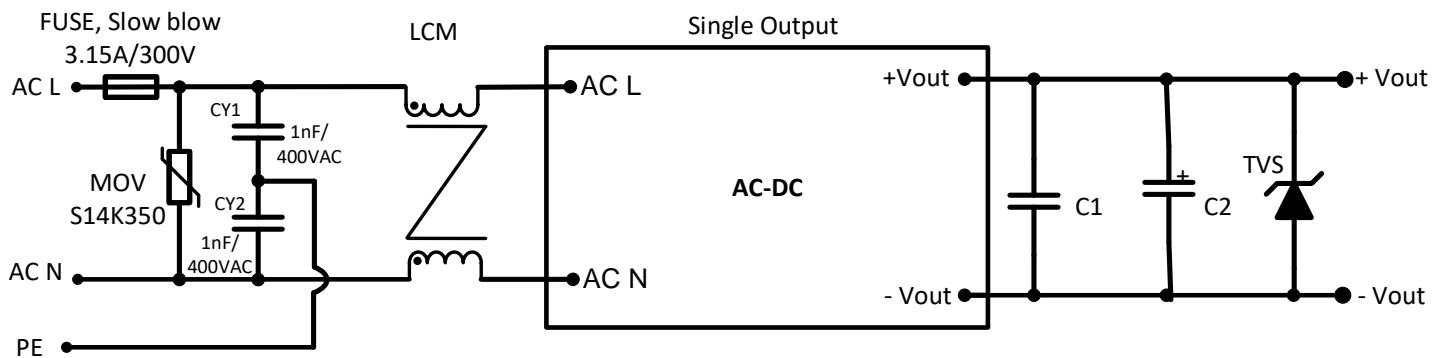 FUSE, Slow blow
3.15A/300V
LCM
Single Output
AC L
CY1
1nF/
400VAC
AC L
+Vout
+ Vout
MOV
S14K350
CY2
1nF/
400VAC
AC-DC
C1
+
C2
TVS
AC N
AC N
- Vout
- Vout
PE